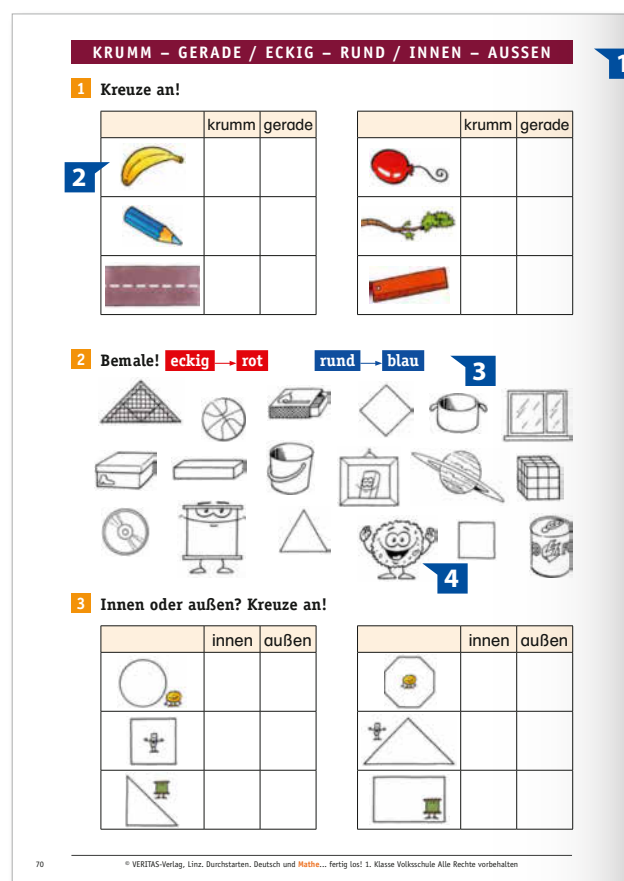 KRUMM – GERADE / ECKIG – RUND / INNEN – AUSSEN
1
1 Kreuze an!
krumm gerade
krumm gerade
2
2 Bemale! eckig → rot rund → blau
3
4
3 Innen oder außen? Kreuze an!
innen außen
innen außen
70
© VERITAS-Verlag, Linz. Durchstarten. Deutsch und Mathe... fertig los! 1. Klasse Volksschule Alle Rechte vorbehalten